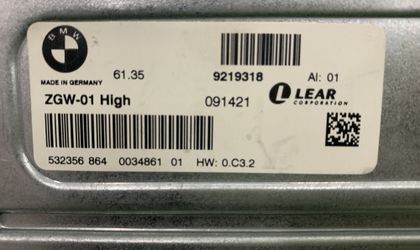 BMW
MADE IN GERMANY 61.35 9219318 AI: 01
ZGW-01 High 091421 LEAR
CORPORATION
532356 864 0034861 01 HW: 0.C3.2